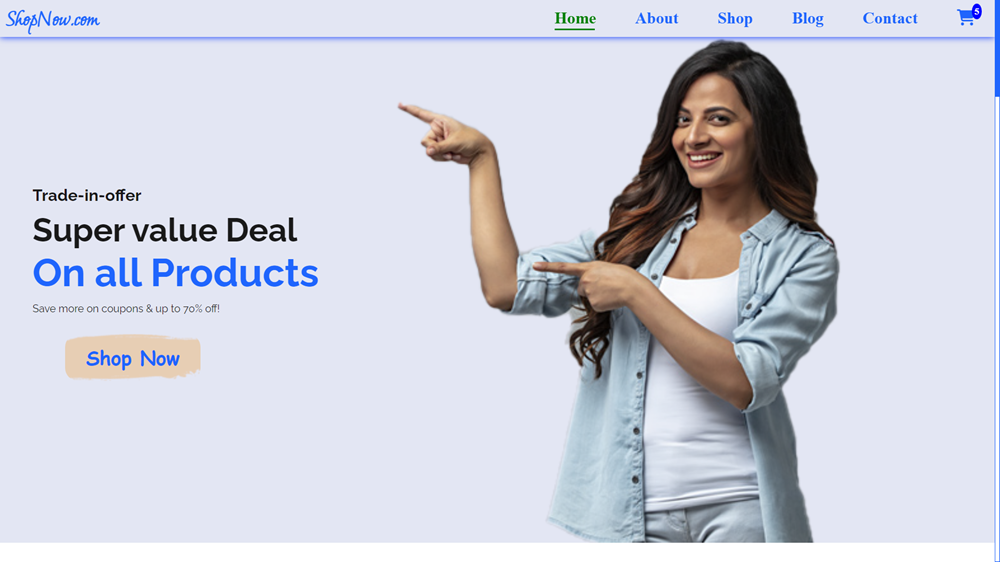 ShopNow.com
Home About Shop Blog Contact 5
Trade-in-offer
Super value Deal
On all Products
Save more on coupons & up to 70% off!
Shop Now